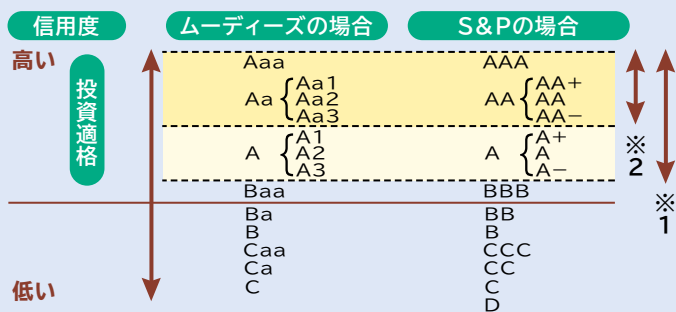 信用度 ムーディーズの場合 S&Pの場合
高い
投資適格
Aaa AAA
Aa { Aa1 Aa2 Aa3 AA { AA+ AA AA−
A { A1 A2 A3 A { A+ A A−
※2
※1
Baa BBB
Ba BB
B B
Caa CCC
Ca CC
C C
低い
D